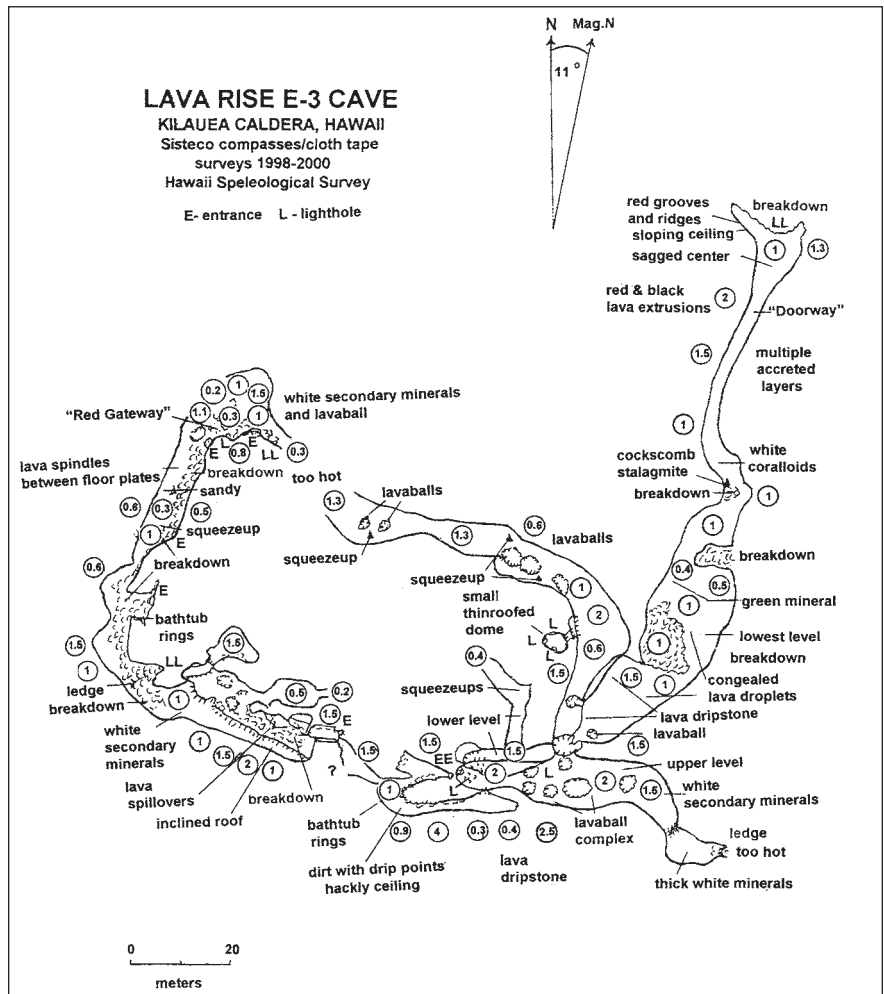 N Mag.N
11 °
LAVA RISE E-3 CAVE
KILAUEA CALDERA, HAWAII
Sisteco compasses/cloth tape
surveys 1998-2000
Hawaii Speleological Survey
E- entrance L - lighthole
red grooves
and ridges
sloping ceiling
breakdown
LL
1
1.3
sagged center
red & black
lava extrusions
2
"Doorway"
1.5
multiple
accreted
layers
1
white
coralloids
cockscomb
stalagmite
breakdown
1
1
breakdown
0.4
0.5
green mineral
1
1
lowest level
breakdown
congealed
lava droplets
1.5
1
lava dripstone
lavaball
1.5
0.2
1
1.5
1.1
0.3
1
white secondary minerals
and lavaball
"Red Gateway"
E
L
E
0.8
LL
0.3
lava spindles
between floor plates
breakdown
sandy
too hot
0.6
0.3
0.5
squeezeup
1
E
0.6
breakdown
E
bathtub
rings
1.5
1
LL
1.5
ledge
breakdown
1
0.5
0.2
white
secondary
minerals
1.5
E
1
1.5
2
1
lava
spillovers
breakdown
inclined roof
?
1.3
lavaballs
squeezeup
1.3
0.6
lavaballs
squeezeup
1
small
thinroofed
dome
L
L
L
2
0.6
1.5
0.4
squeezeups
lower level
1.5
1.5
EE
1.5
2
L
1
L
2
upper level
1.5
white
secondary minerals
bathtub
rings
lavaball
complex
0.9
4
0.3
0.4
2.5
dirt with drip points
hackly ceiling
lava
dripstone
ledge
too hot
thick white minerals
0 20
meters